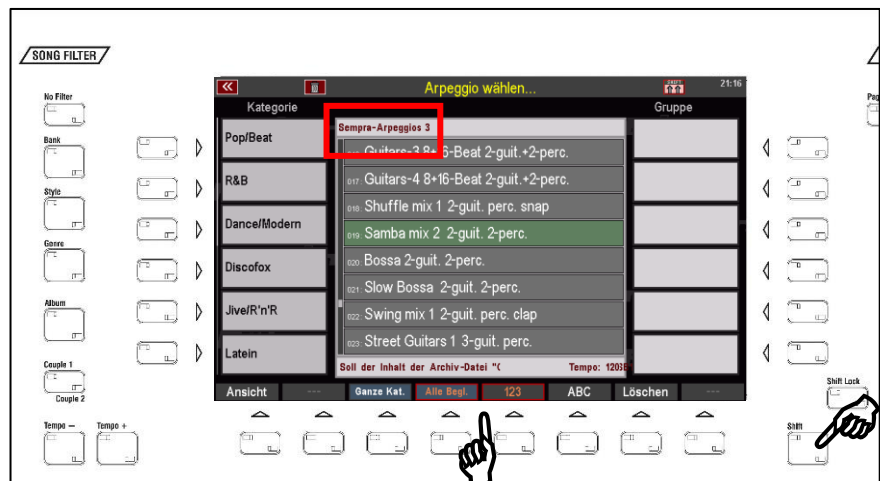 SONG FILTER
No Filter
Bank
Style
Genre
Album
Couple 1
Couple 2
Tempo –
Tempo +
Arpeggio wählen...
SHIFT
21:16
Kategorie
Gruppe
Pop/Beat
R&B
Dance/Modern
Discofox
Jive/R'n'R
Latein
Sempra-Arpeggios 3
Guitars-3 8+16-Beat 2-guit.+2-perc.
017: Guitars-4 8+16-Beat 2-guit.+2-perc.
018: Shuffle mix 1 2-guit. perc. snap
019: Samba mix 2 2-guit. 2-perc.
020: Bossa 2-guit. 2-perc.
021: Slow Bossa 2-guit. 2-perc.
022: Swing mix 1 2-guit. perc. clap
023: Street Guitars 1 3-guit. perc.
Soll der Inhalt der Archiv-Datei "(
Tempo:
Ansicht
---
Ganze Kat.
Alle Begl.
123
ABC
Löschen
---
Pag
Shift Lock
Shift